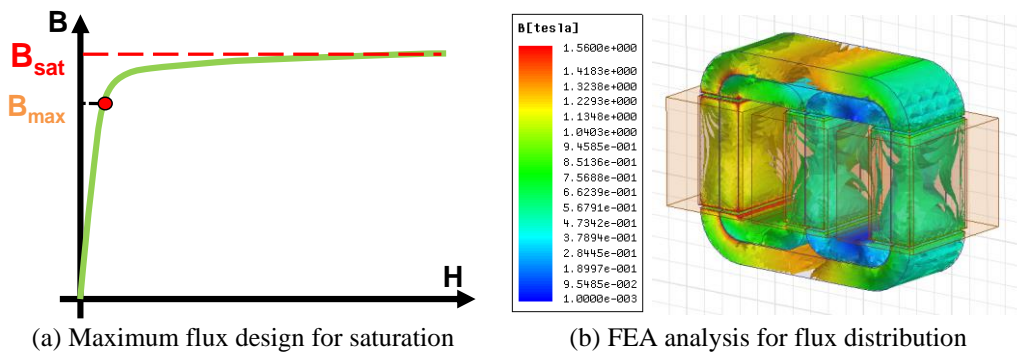 B
B_sat
B_max
H
(a) Maximum flux design for saturation
B[tesla]
1.5600e+000
1.4183e+000
1.3238e+000
1.2293e+000
1.1348e+000
1.0403e+000
9.4585e-001
8.5136e-001
7.5688e-001
6.6239e-001
5.6791e-001
4.7342e-001
3.7894e-001
2.8445e-001
1.8997e-001
9.5485e-002
1.0000e-003
(b) FEA analysis for flux distribution